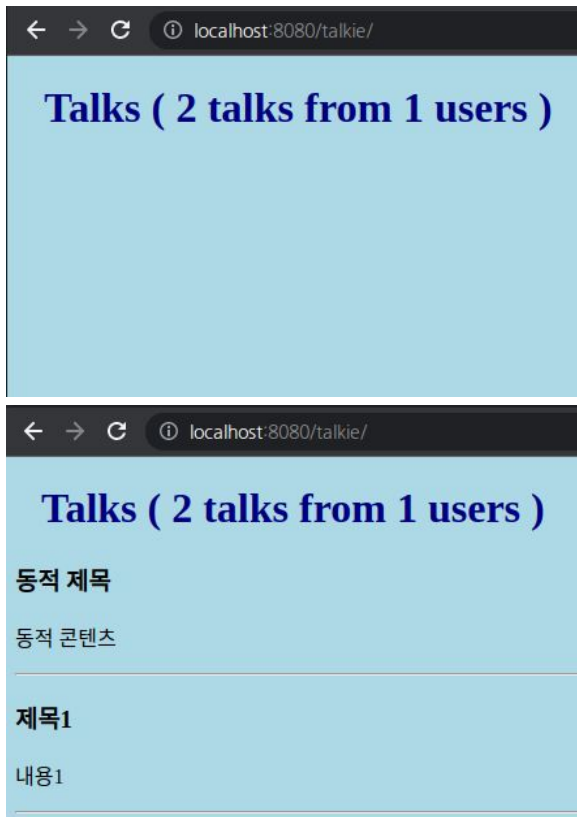 localhost:8080/talkie/
Talks ( 2 talks from 1 users )
localhost:8080/talkie/
Talks ( 2 talks from 1 users )
동적 제목
동적 콘텐츠
제목1
내용1